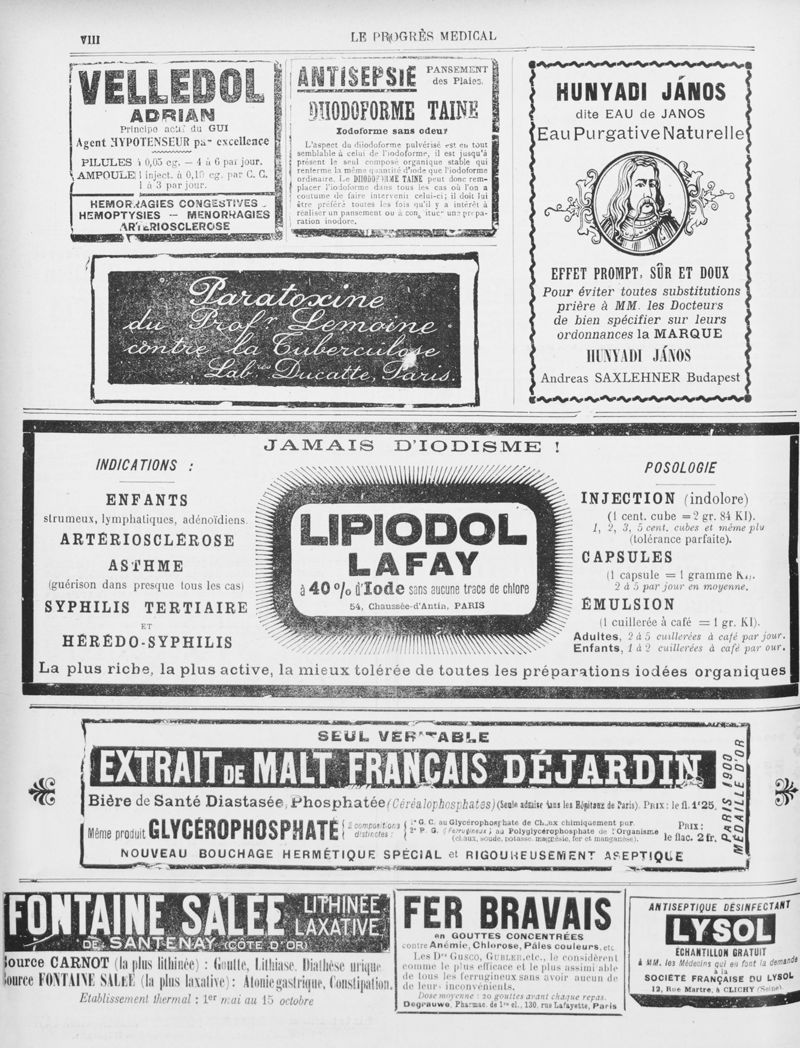 VIII
LE PROGRÈS MEDICAL
VELLEDOL
ADRIAN
Principe actif du GUI
Agent HYPOTENSEUR par excellence
PILULES à 0,05 cg. — 4 à 6 par jour.
AMPOULE 1 inject. à 0,10 cg. par C. C.
1 à 3 par jour.
HEMORRAGIES CONGESTIVES -
HEMOPTYSIES — MENORRAGIES
ARTERIOSCLEROSE
ANTISEPSIE PANSEMENT
des Plaies.
DIIODOFORME TAINE
Iodoforme sans odeur
L'aspect du diiodoforme pulvérisé est en tout
semblable à celui de l'iodoforme, il est jusqu'à
présent le seul composé organique stable qui
renferme la même quantité d'iode que l'iodoforme
ordinaire. Le DIIODOFORME TAINE peut donc rem-
placer l'iodoforme dans tous les cas où l'on a
coutume de faire intervenir celui-ci; il doit lui
être préféré toutes les fois qu'il y a intérêt à
réaliser un pansement ou à constituer une prépa-
ration inodore.
HUNYADI JÁNOS
dite EAU de JANOS
Eau Purgative Naturelle
EFFET PROMPT, SÛR ET DOUX
Pour éviter toutes substitutions
prière à MM. les Docteurs
de bien spécifier sur leurs
ordonnances la MARQUE
HUNYADI JÁNOS
Andreas SAXLEHNER Budapest
Paratoxine
du Profr Lemoine
contre la Tuberculose
Labres Ducatte, Paris.
JAMAIS D'IODISME !
INDICATIONS :
ENFANTS
strumeux, lymphatiques, adénoïdiens.
ARTÉRIOSCLÉROSE
ASTHME
(guérison dans presque tous les cas)
SYPHILIS TERTIAIRE
ET
HÉRÉDO-SYPHILIS
LIPIODOL
LAFAY
à 40 % d'Iode sans aucune trace de chlore
54, Chaussée-d'Antin, PARIS
POSOLOGIE
INJECTION (indolore)
(1 cent. cube = 2 gr. 84 KI).
1, 2, 3, 5 cent. cubes et même plu
(tolérance parfaite).
CAPSULES
(1 capsule = 1 gramme KI).
2 à 5 par jour en moyenne.
ÉMULSION
(1 cuillerée à café = 1 gr. KI).
Adultes, 2 à 5 cuillerées à café par jour.
Enfants, 1 à 2 cuillerées à café par our.
La plus riche, la plus active, la mieux tolérée de toutes les préparations iodées organiques
SEUL VERITABLE
EXTRAIT DE MALT FRANÇAIS DÉJARDIN
Bière de Santé Diastasée, Phosphatée (Céréalophosphates) (Seule admise dans les Hôpitaux de Paris). PRIX : le fl. 1f25.
Même produit GLYCÉROPHOSPHATÉ
2 compositions
distinctes :
1° G. C. au Glycérophosphate de Chaux chimiquement pur.
2° P. G. (Ferrugineux) au Polyglycérophosphate de l'Organisme
(chaux, soude, potasse, magnésie, fer et manganèse).
PRIX :
le flac. 2 fr.
NOUVEAU BOUCHAGE HERMÉTIQUE SPÉCIAL et RIGOUREUSEMENT ASEPTIQUE
PARIS 1900
MÉDAILLE D'OR
FONTAINE SALÉE LITHINÉE
LAXATIVE
DE SANTENAY (CÔTE D'OR)
Source CARNOT (la plus lithinée) : Goutte, Lithiase, Diathèse urique
Source FONTAINE SALÉE (la plus laxative) : Atonie gastrique, Constipation.
Etablissement thermal : 1er mai au 15 octobre
FER BRAVAIS
en GOUTTES CONCENTRÉES
contre Anémie, Chlorose, Pâles couleurs, etc
Les Drs GUSCO, GUBLER, etc., le considèrent
comme le plus efficace et le plus assimi able
de tous les ferrugineux sans avoir aucun de
de leurs inconvénients.
Dose moyenne : 20 gouttes avant chaque repas.
Degrauwe, Pharmac. de 1re cl., 130, rue Lafayette, Paris
ANTISEPTIQUE DÉSINFECTANT
LYSOL
ÉCHANTILLON GRATUIT
à MM. les Médecins qui en font la demande
à la
SOCIÉTÉ FRANÇAISE DU LYSOL
12, Rue Martre, à CLICHY (Seine)